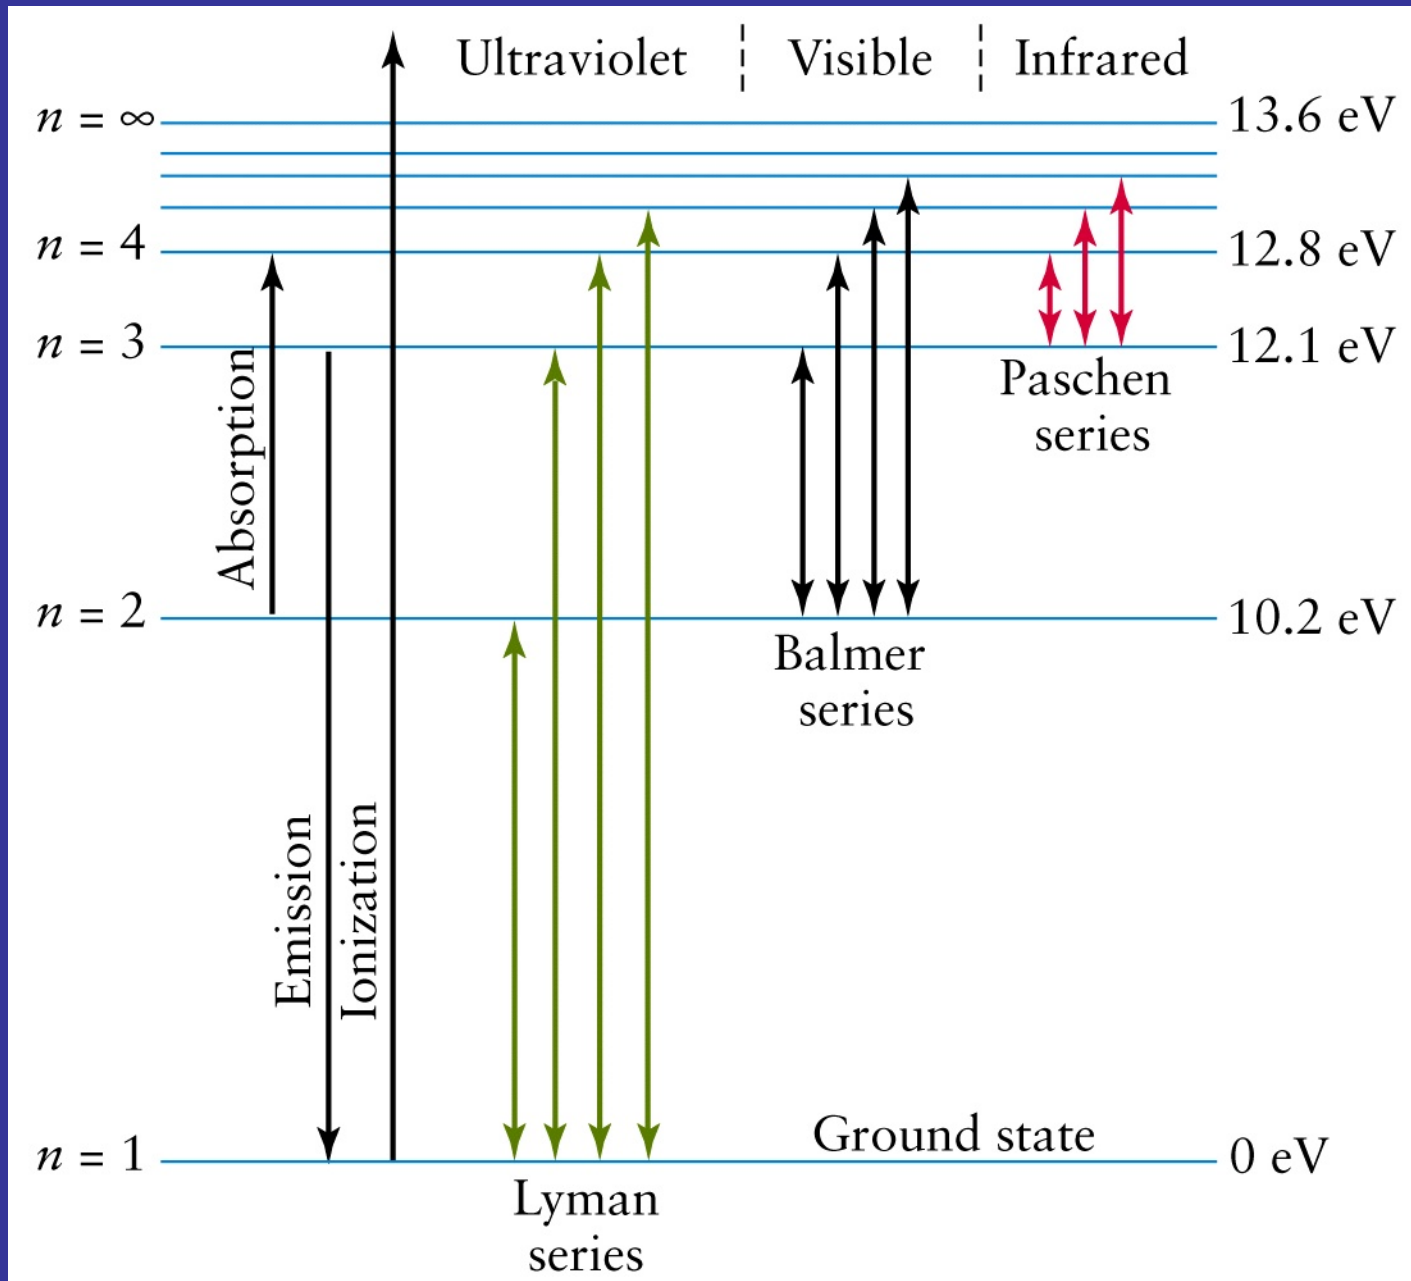 Ultraviolet
Visible
Infrared
n = ∞
13.6 eV
n = 4
12.8 eV
n = 3
12.1 eV
Paschen
series
Absorption
n = 2
10.2 eV
Balmer
series
Emission
Ionization
Ground state
n = 1
0 eV
Lyman
series